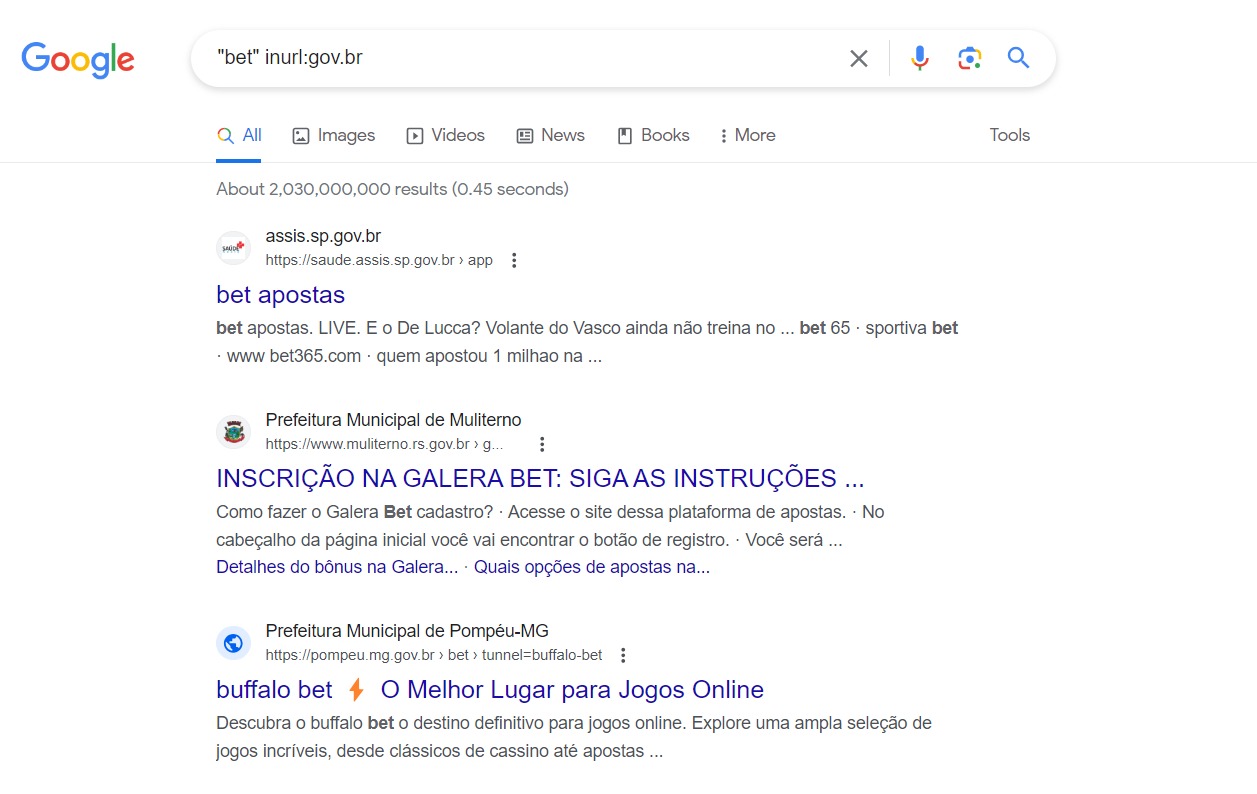 Google
"bet" inurl:gov.br
All
Images
Videos
News
Books
More
Tools
About 2,030,000,000 results (0.45 seconds)
SAÚDE
assis.sp.gov.br
https://saude.assis.sp.gov.br › app
bet apostas
bet apostas. LIVE. E o De Lucca? Volante do Vasco ainda não treina no ... bet 65 · sportiva bet
· www bet365.com · quem apostou 1 milhao na ...
Prefeitura Municipal de Muliterno
https://www.muliterno.rs.gov.br › g...
INSCRIÇÃO NA GALERA BET: SIGA AS INSTRUÇÕES ...
Como fazer o Galera Bet cadastro? · Acesse o site dessa plataforma de apostas. · No
cabeçalho da página inicial você vai encontrar o botão de registro. · Você será ...
Detalhes do bônus na Galera... · Quais opções de apostas na...
Prefeitura Municipal de Pompéu-MG
https://pompeu.mg.gov.br › bet › tunnel=buffalo-bet
buffalo bet ⚡ O Melhor Lugar para Jogos Online
Descubra o buffalo bet o destino definitivo para jogos online. Explore uma ampla seleção de
jogos incríveis, desde clássicos de cassino até apostas ...